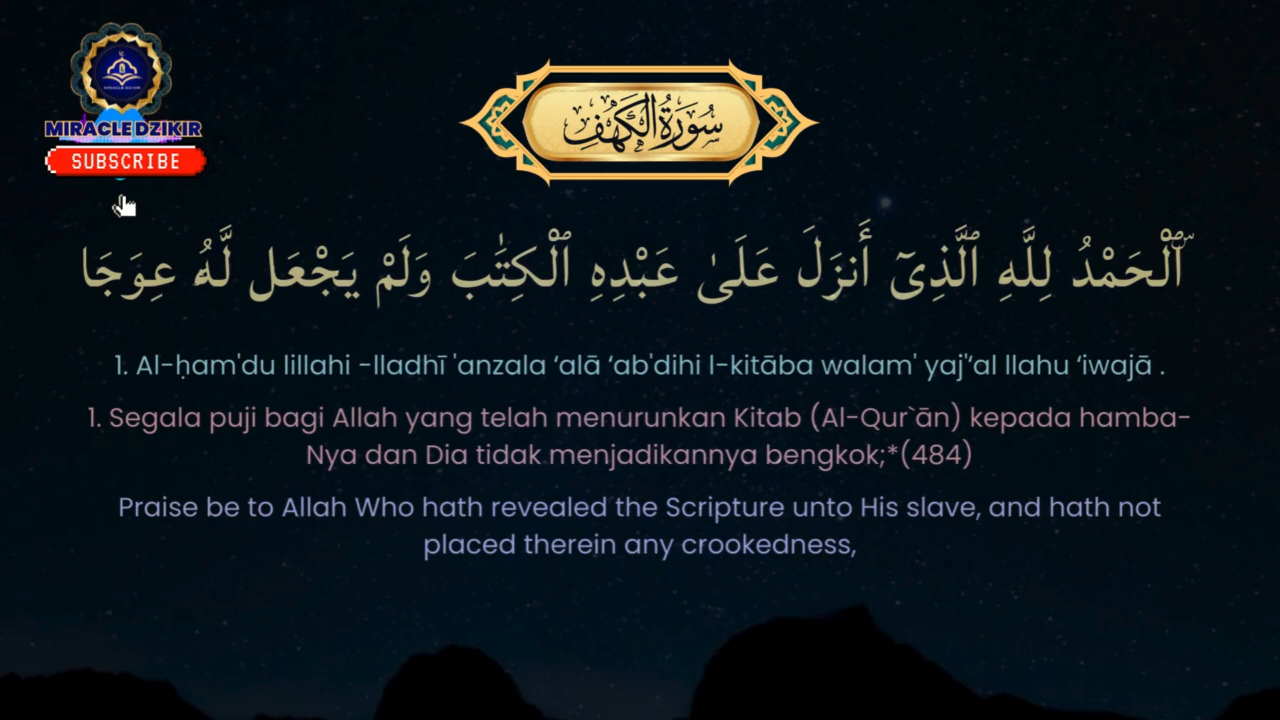 MIRACLE DZIKIR
MIRACLE DZIKIR
SUBSCRIBE
سُورَةُ الْكَهْفِ
ٱلْحَمْدُ لِلَّهِ ٱلَّذِىٓ أَنزَلَ عَلَىٰ عَبْدِهِ ٱلْكِتَٰبَ وَلَمْ يَجْعَل لَّهُۥ عِوَجَا
1. Al-ḥam'du lillahi -lladhī 'anzala ‘alā ‘ab'dihi l-kitāba walam' yaj'‘al llahu ‘iwajā .
1. Segala puji bagi Allah yang telah menurunkan Kitab (Al-Qur`ān) kepada hamba-
Nya dan Dia tidak menjadikannya bengkok;*(484)
Praise be to Allah Who hath revealed the Scripture unto His slave, and hath not
placed therein any crookedness,